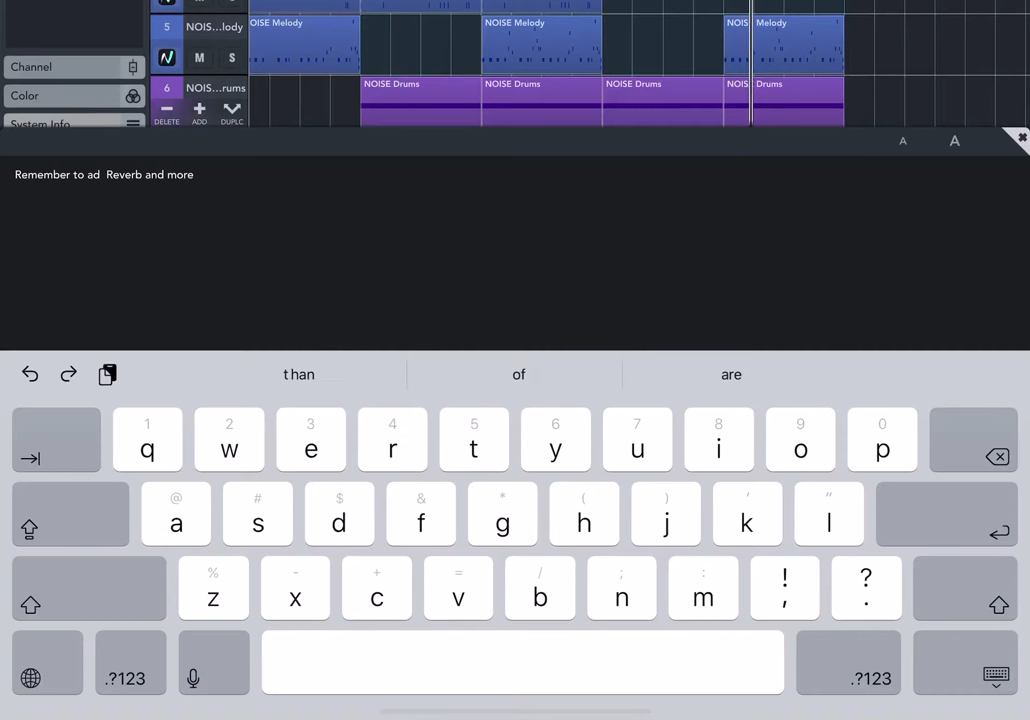 5 NOIS...lody
OISE Melody
NOISE Melody
NOIS Melody
M S
Channel
Color
System Info
6 NOIS...rums
DELETE ADD DUPLC
NOISE Drums
NOISE Drums
NOISE Drums
NOIS Drums
A A
Remember to ad  Reverb and more
than of are
1 2 3 4 5 6 7 8 9 0
q w e r t y u i o p
@ # $ & * ( ) ' "
a s d f g h j k l
% - + = / ; : ! ?
z x c v b n m , .
.?123 .?123